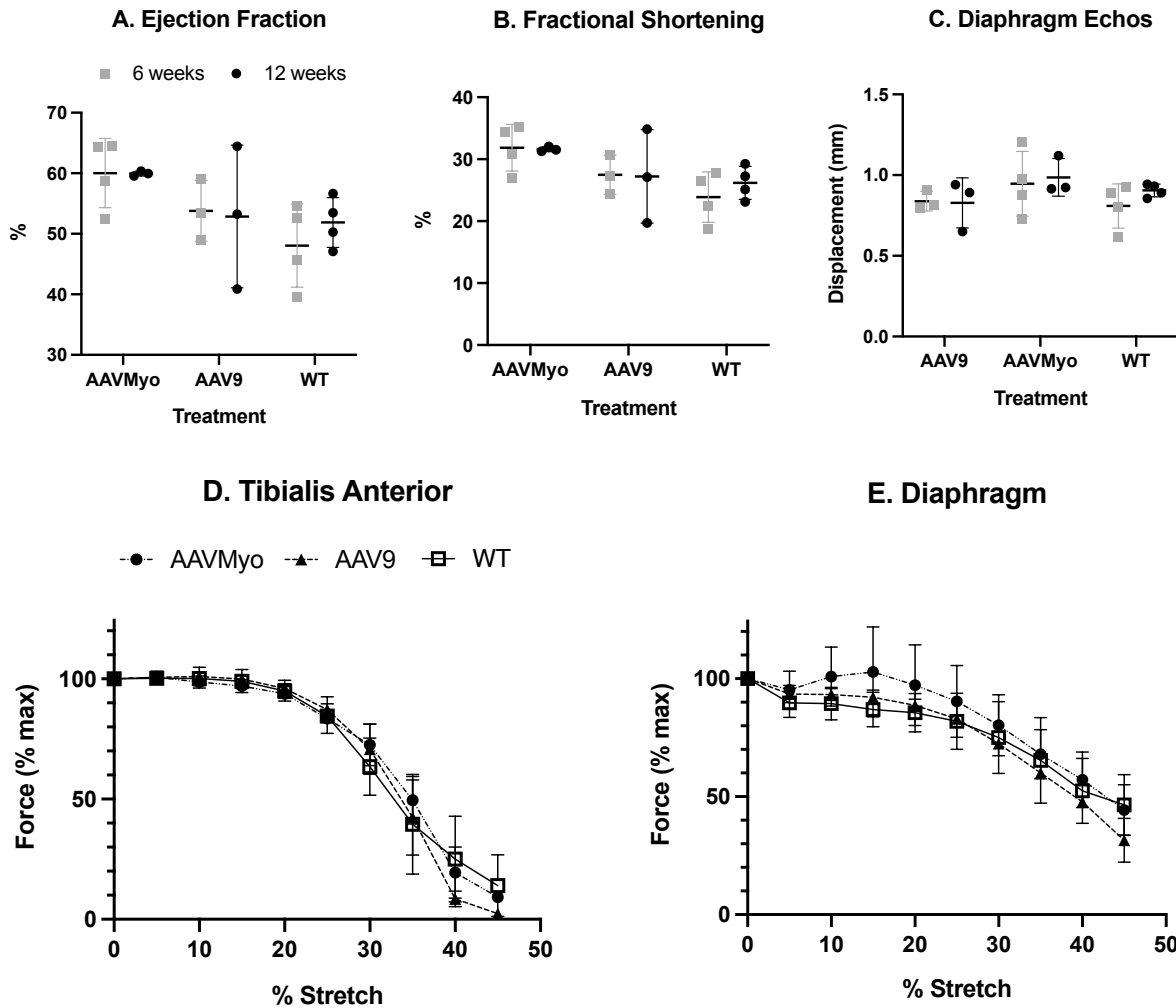 A. Ejection Fraction
6 weeks 12 weeks
70
60
50
40
30
%
AAVMyo AAV9 WT
Treatment
B. Fractional Shortening
40
30
20
10
0
%
AAVMyo AAV9 WT
Treatment
C. Diaphragm Echos
1.5
1.0
0.5
0.0
Displacement (mm)
AAV9 AAVMyo WT
Treatment
D. Tibialis Anterior
AAVMyo AAV9 WT
100
50
0
Force (% max)
0 10 20 30 40 50
% Stretch
E. Diaphragm
100
50
0
Force (% max)
0 10 20 30 40 50
% Stretch